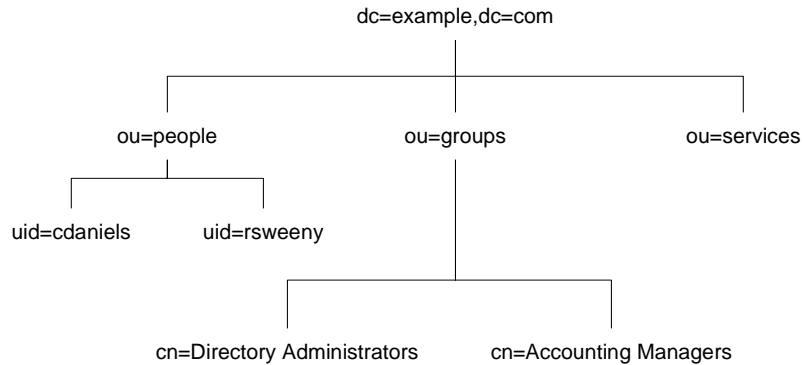 dc=example,dc=com
ou=people
ou=groups
ou=services
uid=cdaniels
uid=rsweeny
cn=Directory Administrators
cn=Accounting Managers